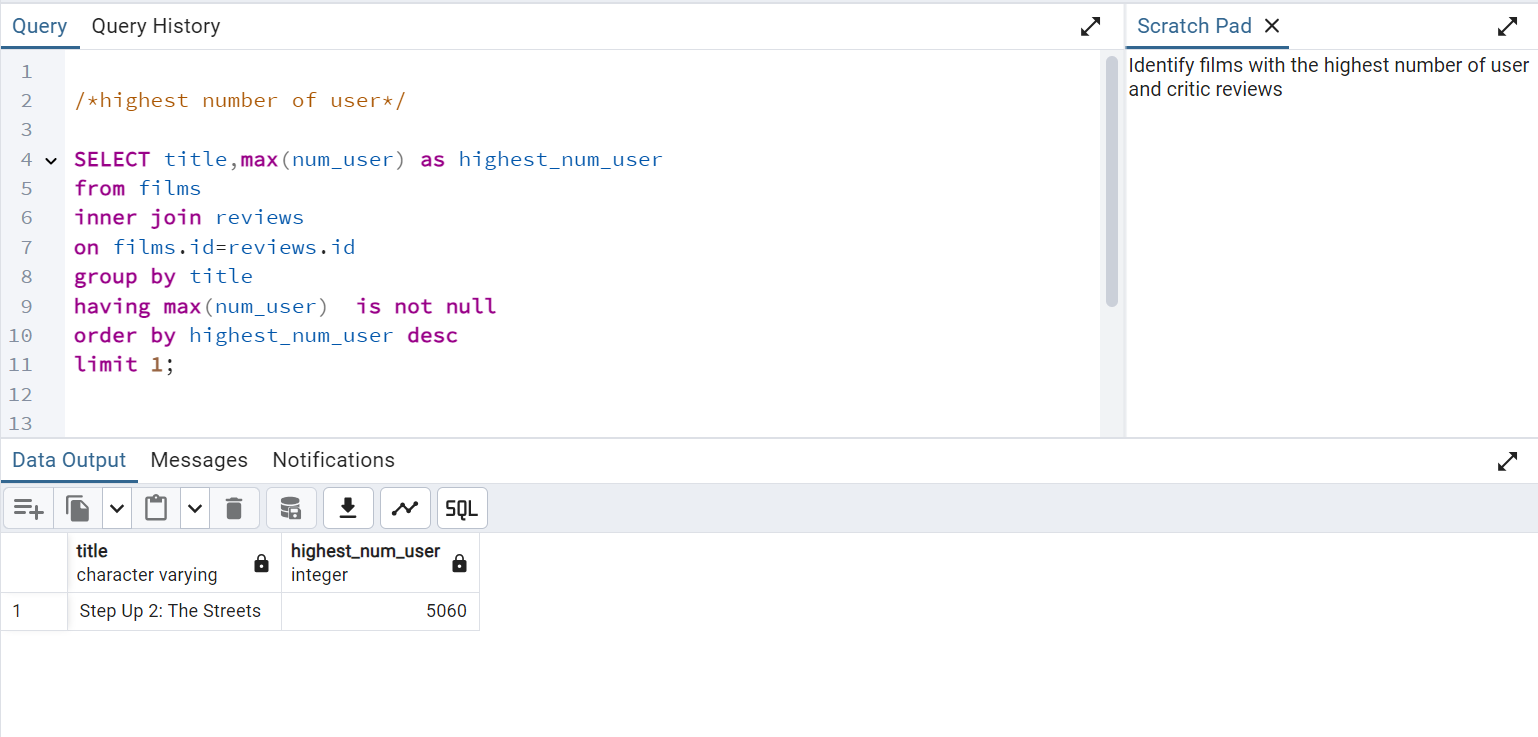 Query Query History
Scratch Pad
Identify films with the highest number of user
and critic reviews
1
2 /*highest number of user*/
3
4 SELECT title,max(num_user) as highest_num_user
5 from films
6 inner join reviews
7 on films.id=reviews.id
8 group by title
9 having max(num_user)  is not null
10 order by highest_num_user desc
11 limit 1;
12
13
Data Output Messages Notifications
SQL
title highest_num_user
character varying integer
1 Step Up 2: The Streets 5060